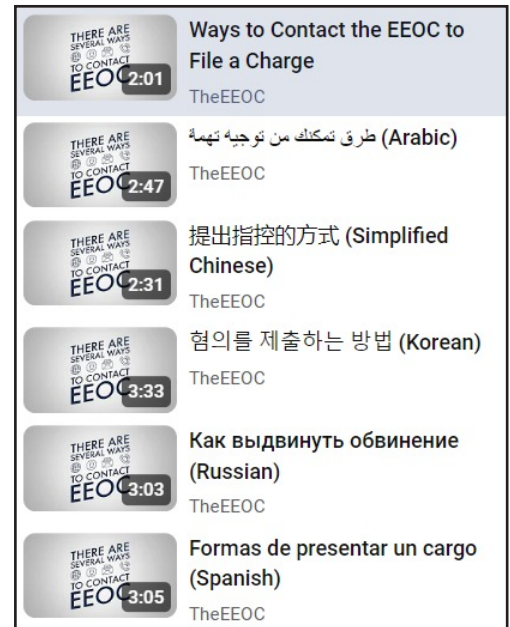 THERE ARE
SEVERAL WAYS
TO CONTACT
EEOC
2:01
Ways to Contact the EEOC to
File a Charge
TheEEOC
THERE ARE
SEVERAL WAYS
TO CONTACT
EEOC
2:47
طرق تمكنك من توجيه تهمة (Arabic)
TheEEOC
THERE ARE
SEVERAL WAYS
TO CONTACT
EEOC
2:31
提出指控的方式 (Simplified
Chinese)
TheEEOC
THERE ARE
SEVERAL WAYS
TO CONTACT
EEOC
3:33
혐의를 제출하는 방법 (Korean)
TheEEOC
THERE ARE
SEVERAL WAYS
TO CONTACT
EEOC
3:03
Как выдвинуть обвинение
(Russian)
TheEEOC
THERE ARE
SEVERAL WAYS
TO CONTACT
EEOC
3:05
Formas de presentar un cargo
(Spanish)
TheEEOC